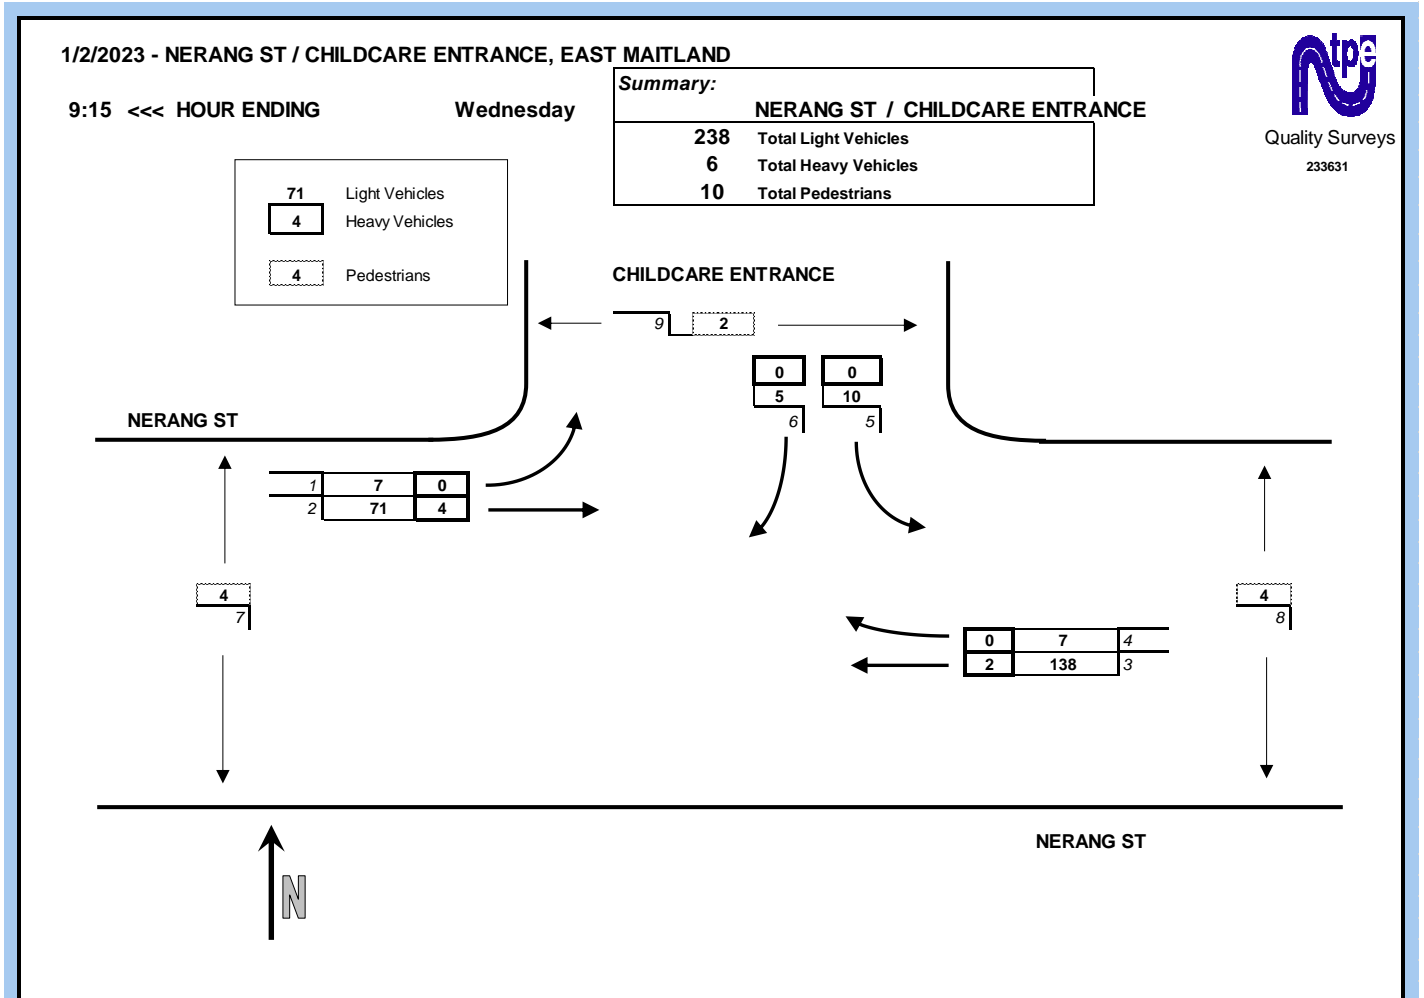 1/2/2023 - NERANG ST / CHILDCARE ENTRANCE, EAST MAITLAND
tpe
Summary:
9:15 <<< HOUR ENDING Wednesday NERANG ST / CHILDCARE ENTRANCE
238 Total Light Vehicles
Quality Surveys
6 Total Heavy Vehicles
233631
10 Total Pedestrians
71 Light Vehicles
4 Heavy Vehicles
4 Pedestrians
CHILDCARE ENTRANCE
9 2
0 0
5 10
6 5
NERANG ST
1 7 0
2 71 4
4
7
4
8
0 7 4
2 138 3
NERANG ST
N